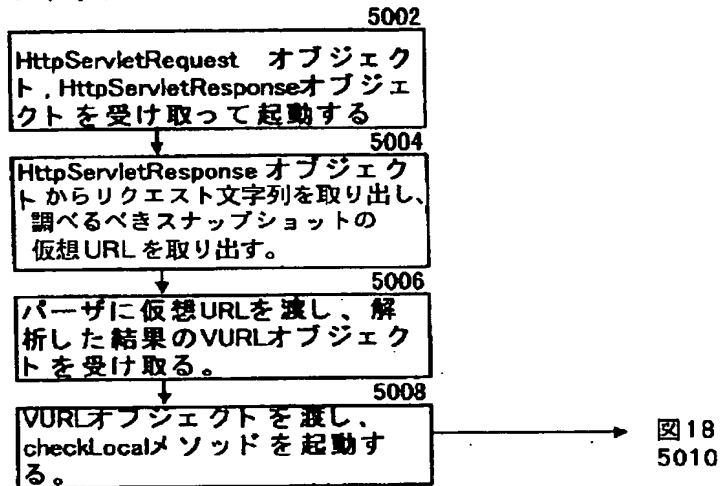 5002
HttpServletRequest オブジェク
ト,HttpServletResponseオブジェ
クトを受け取って起動する
5004
HttpServletResponse オブジェク
トからリクエスト文字列を取り出し、
調べるべきスナップショットの
仮想URLを取り出す。
5006
パーザに仮想URLを渡し、解
析した結果のVURLオブジェク
トを受け取る。
5008
VURLオブジェクトを渡し、
checkLocalメソッドを起動す
る。
図18
5010